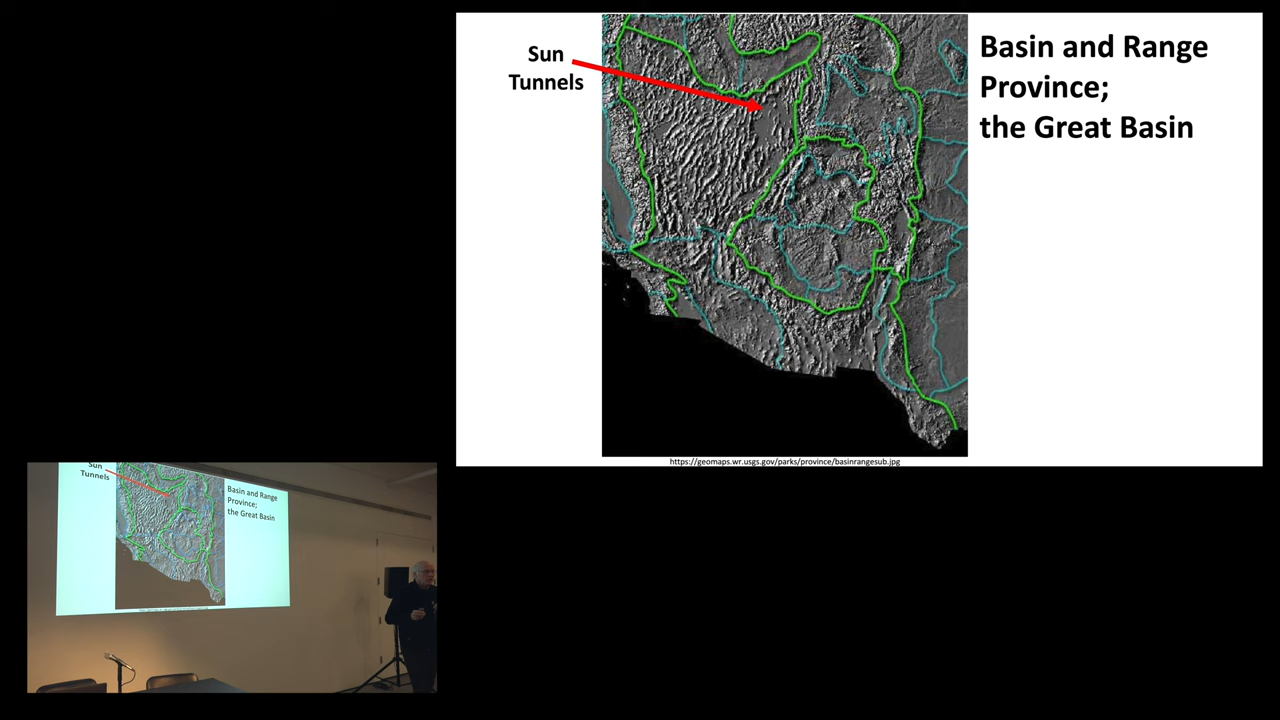 Sun
Tunnels
Basin and Range
Province;
the Great Basin
https://geomaps.wr.usgs.gov/parks/province/basinrangesub.jpg
Sun
Tunnels
Basin and Range
Province;
the Great Basin